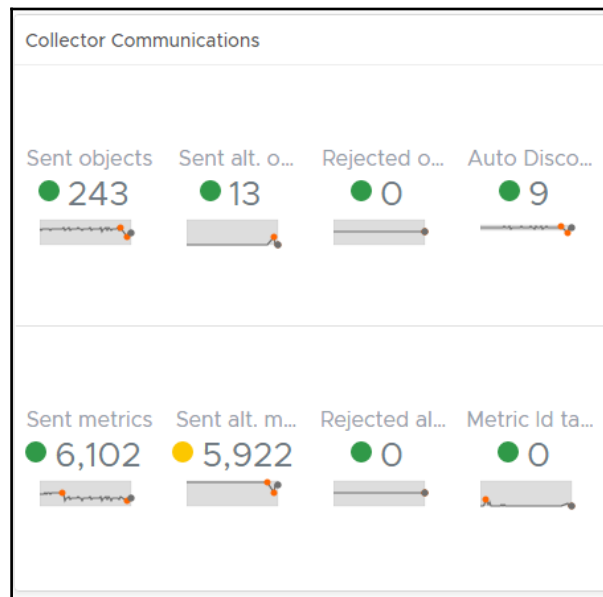 Collector Communications
Sent objects Sent alt. o... Rejected o... Auto Disco...
243 13 0 9
Sent metrics Sent alt. m... Rejected al... Metric Id ta...
6,102 5,922 0 0